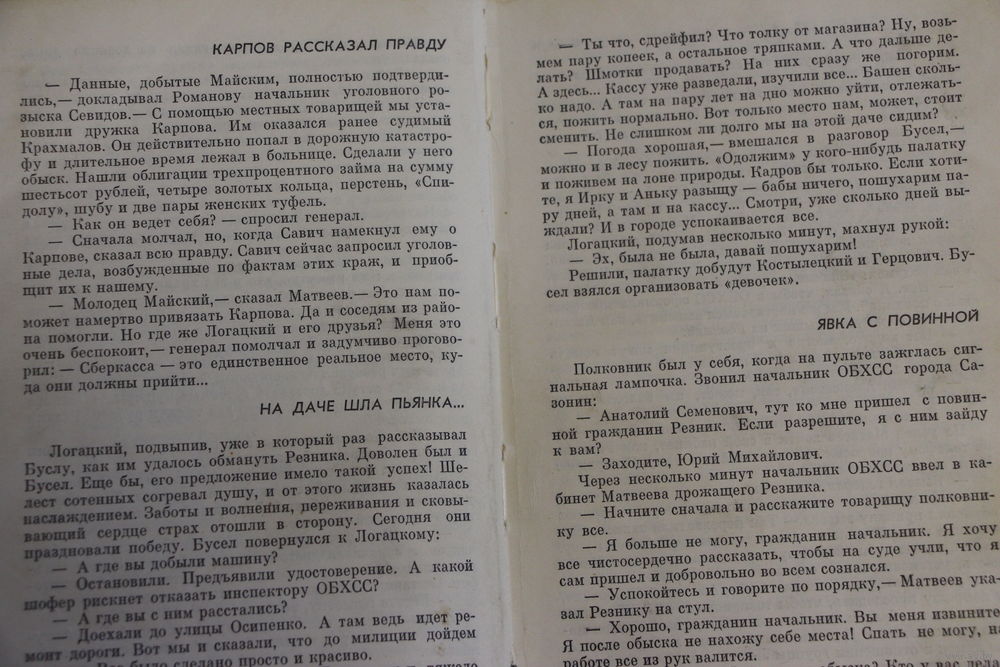 КАРПОВ РАССКАЗАЛ ПРАВДУ
— Данные, добытые Майским, полностью подтверди-
лись,— докладывал Романову начальник уголовного ро-
зыска Севидов.— С помощью местных товарищей мы уста-
новили дружка Карпова. Им оказался ранее судимый
Крахмалов. Он действительно попал в дорожную катастро-
фу и длительное время лежал в больнице. Сделали у него
обыск. Нашли облигации трехпроцентного займа на сумму
шестьсот рублей, четыре золотых кольца, перстень, «Спи-
долу», шубу и две пары женских туфель.
— Как он ведет себя? — спросил генерал.
— Сначала молчал, но, когда Савич намекнул ему о
Карпове, сказал всю правду. Савич сейчас запросил уголов-
ные дела, возбужденные по фактам этих краж, и приоб-
щит их к нашему.
— Молодец Майский,— сказал Матвеев.— Это нам по-
может намертво привязать Карпова. Да и соседям из райо-
на помогли. Но где же Логацкий и его друзья? Меня это
очень беспокоит,— генерал помолчал и задумчиво прогово-
рил: — Сберкасса — это единственное реальное место, ку-
да они должны прийти...
НА ДАЧЕ ШЛА ПЬЯНКА...
Логацкий, подвыпив, уже в который раз рассказывал
Буслу, как им удалось обмануть Резника. Доволен был и
Бусел. Еще бы, его предложение имело такой успех! Ше-
лест сотенных согревал душу, и от этого жизнь казалась
наслаждением. Заботы и волнения, переживания и сковы-
вающий сердце страх отошли в сторону. Сегодня они
праздновали победу. Бусел повернулся к Логацкому:
— А где вы добыли машину?
— Остановили. Предъявили удостоверение. А какой
шофер рискнет отказать инспектору ОБХСС?
— А где вы с ним расстались?
— Доехали до улицы Осипенко. А там ведь идет ре-
монт дороги. Вот мы и сказали, что до милиции дойдем
было сделано просто и красиво.
— Ты что, сдрейфил? Что толку от магазина? Ну, возь-
мем пару копеек, а остальное тряпками. А что дальше де-
лать? Шмотки продавать? На них сразу же погорим.
А здесь... Кассу уже разведали, изучили все... Башен сколь-
ко надо. А там на пару лет на дно можно уйти, отлежать-
ся, пожить нормально. Вот только место нам, может, стоит
сменить. Не слишком ли долго мы на этой даче сидим?
— Погода хорошая,— вмешался в разговор Бусел,—
можно и в лесу пожить. «Одолжим» у кого-нибудь палатку
и поживем на лоне природы. Кадров бы только. Если хоти-
те, я Ирку и Аньку разыщу — бабы ничего, пошухарим па-
ру дней, а там и на кассу... Смотри, уже сколько дней вы-
ждали? И в городе успокаивается все.
Логацкий, подумав несколько минут, махнул рукой:
— Эх, была не была, давай пошухарим!
Решили, палатку добудут Костылецкий и Герцович. Бу-
сел взялся организовать «девочек».
ЯВКА С ПОВИННОЙ
Полковник был у себя, когда на пульте зажглась сиг-
нальная лампочка. Звонил начальник ОБХСС города Са-
зонин:
— Анатолий Семенович, тут ко мне пришел с повин-
ной гражданин Резник. Если разрешите, я с ним зайду
к вам?
— Заходите, Юрий Михайлович.
Через несколько минут начальник ОБХСС ввел в ка-
бинет Матвеева дрожащего Резника.
— Начните сначала и расскажите товарищу полковни-
ку все.
— Я больше не могу, гражданин начальник. Я хочу
все чистосердечно рассказать, чтобы на суде учли, что я
сам пришел и добровольно во всем сознался.
— Успокойтесь и говорите по порядку,— Матвеев ука-
зал Резнику на стул.
— Хорошо, гражданин начальник. Вы меня извините
Я после обыска не нахожу себе места! Спать не могу, на
работе все из рук валится.